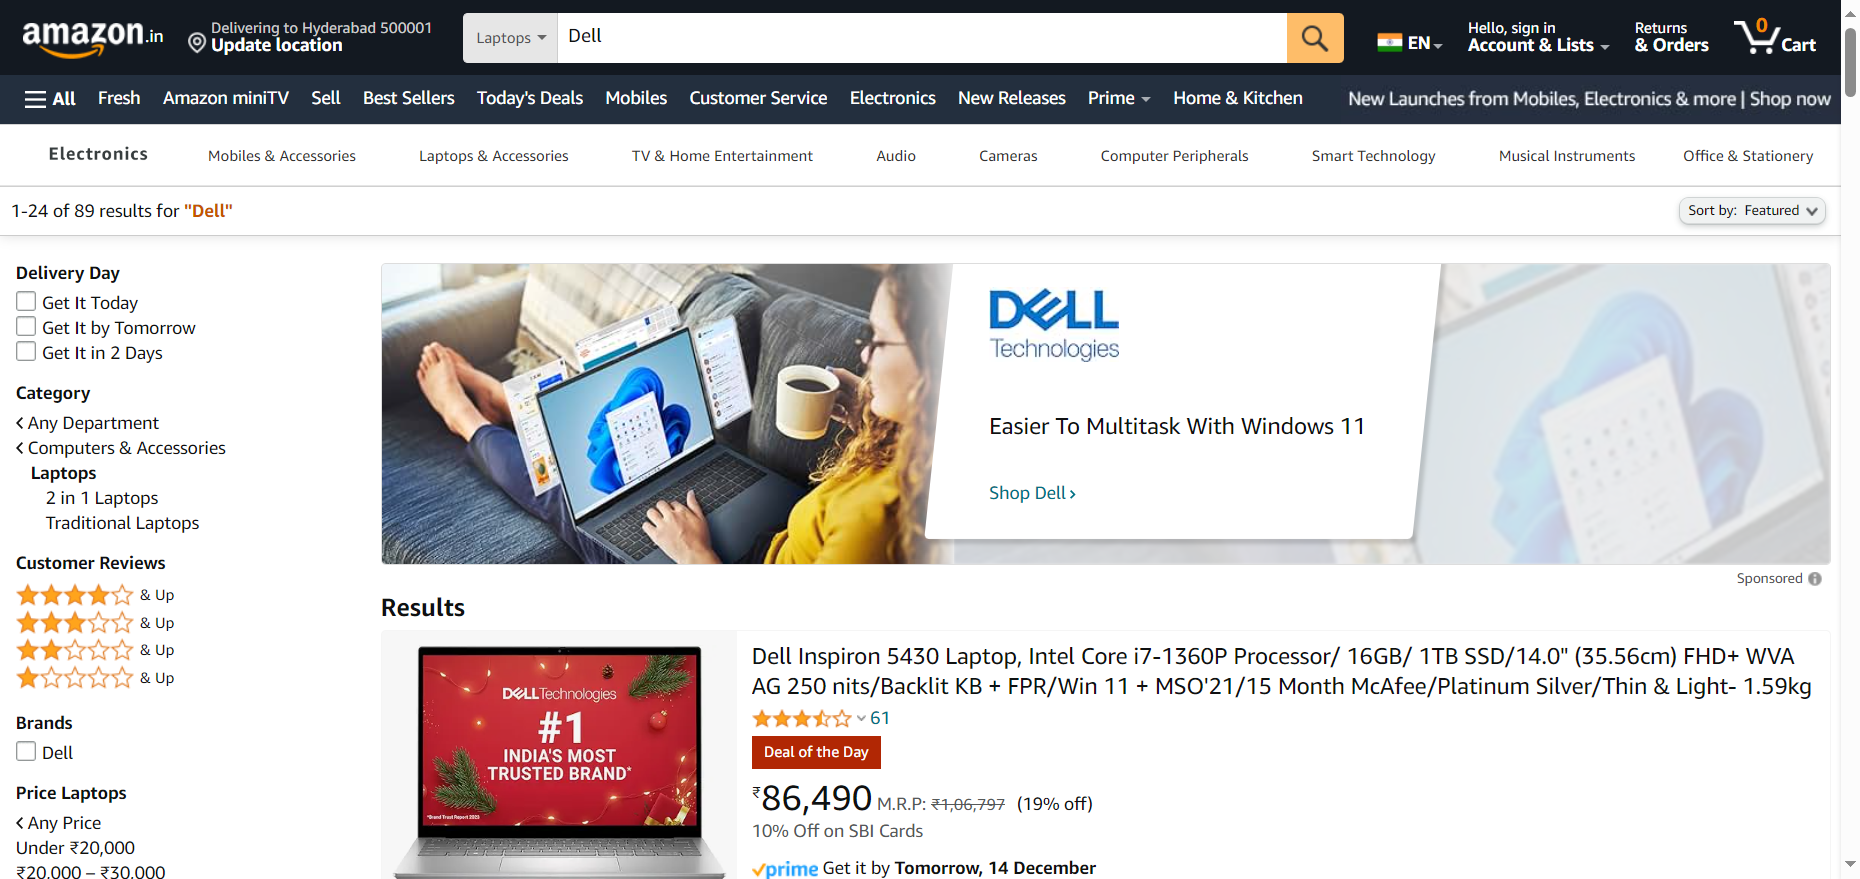 amazon.in
Delivering to Hyderabad 500001
Update location
Laptops
Dell
EN
Hello, sign in
Account & Lists
Returns
& Orders
0
Cart
All
Fresh
Amazon miniTV
Sell
Best Sellers
Today's Deals
Mobiles
Customer Service
Electronics
New Releases
Prime
Home & Kitchen
New Launches from Mobiles, Electronics & more | Shop now
Electronics
Mobiles & Accessories
Laptops & Accessories
TV & Home Entertainment
Audio
Cameras
Computer Peripherals
Smart Technology
Musical Instruments
Office & Stationery
1-24 of 89 results for "Dell"
Sort by: Featured
Delivery Day
Get It Today
Get It by Tomorrow
Get It in 2 Days
Category
Any Department
Computers & Accessories
Laptops
2 in 1 Laptops
Traditional Laptops
Customer Reviews
& Up
& Up
& Up
& Up
Brands
Dell
Price Laptops
Any Price
Under ₹20,000
₹20,000 – ₹30,000
DELL
Technologies
Easier To Multitask With Windows 11
Shop Dell ›
Sponsored
Results
DELLTechnologies
#1
INDIA'S MOST
TRUSTED BRAND*
*Brand Trust Report 2023
Dell Inspiron 5430 Laptop, Intel Core i7-1360P Processor/ 16GB/ 1TB SSD/14.0" (35.56cm) FHD+ WVA
AG 250 nits/Backlit KB + FPR/Win 11 + MSO'21/15 Month McAfee/Platinum Silver/Thin & Light- 1.59kg
61
Deal of the Day
₹86,490 M.R.P: ₹1,06,797 (19% off)
10% Off on SBI Cards
prime Get it by Tomorrow, 14 December